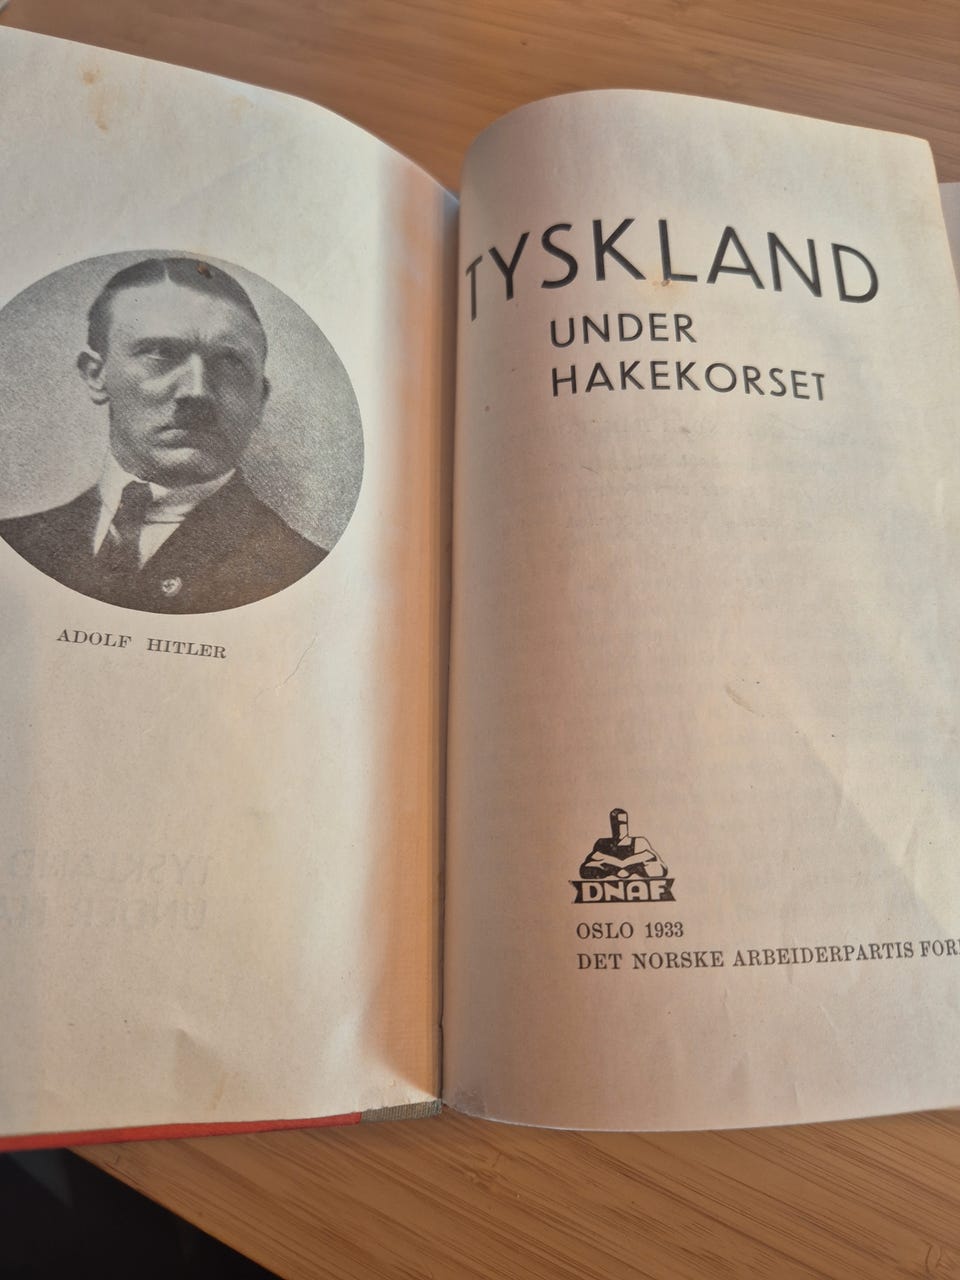 ADOLF HITLER
TYSKLAND
UNDER
HAKEKORSET
DNAF
OSLO 1933
DET NORSKE ARBEIDERPARTIS